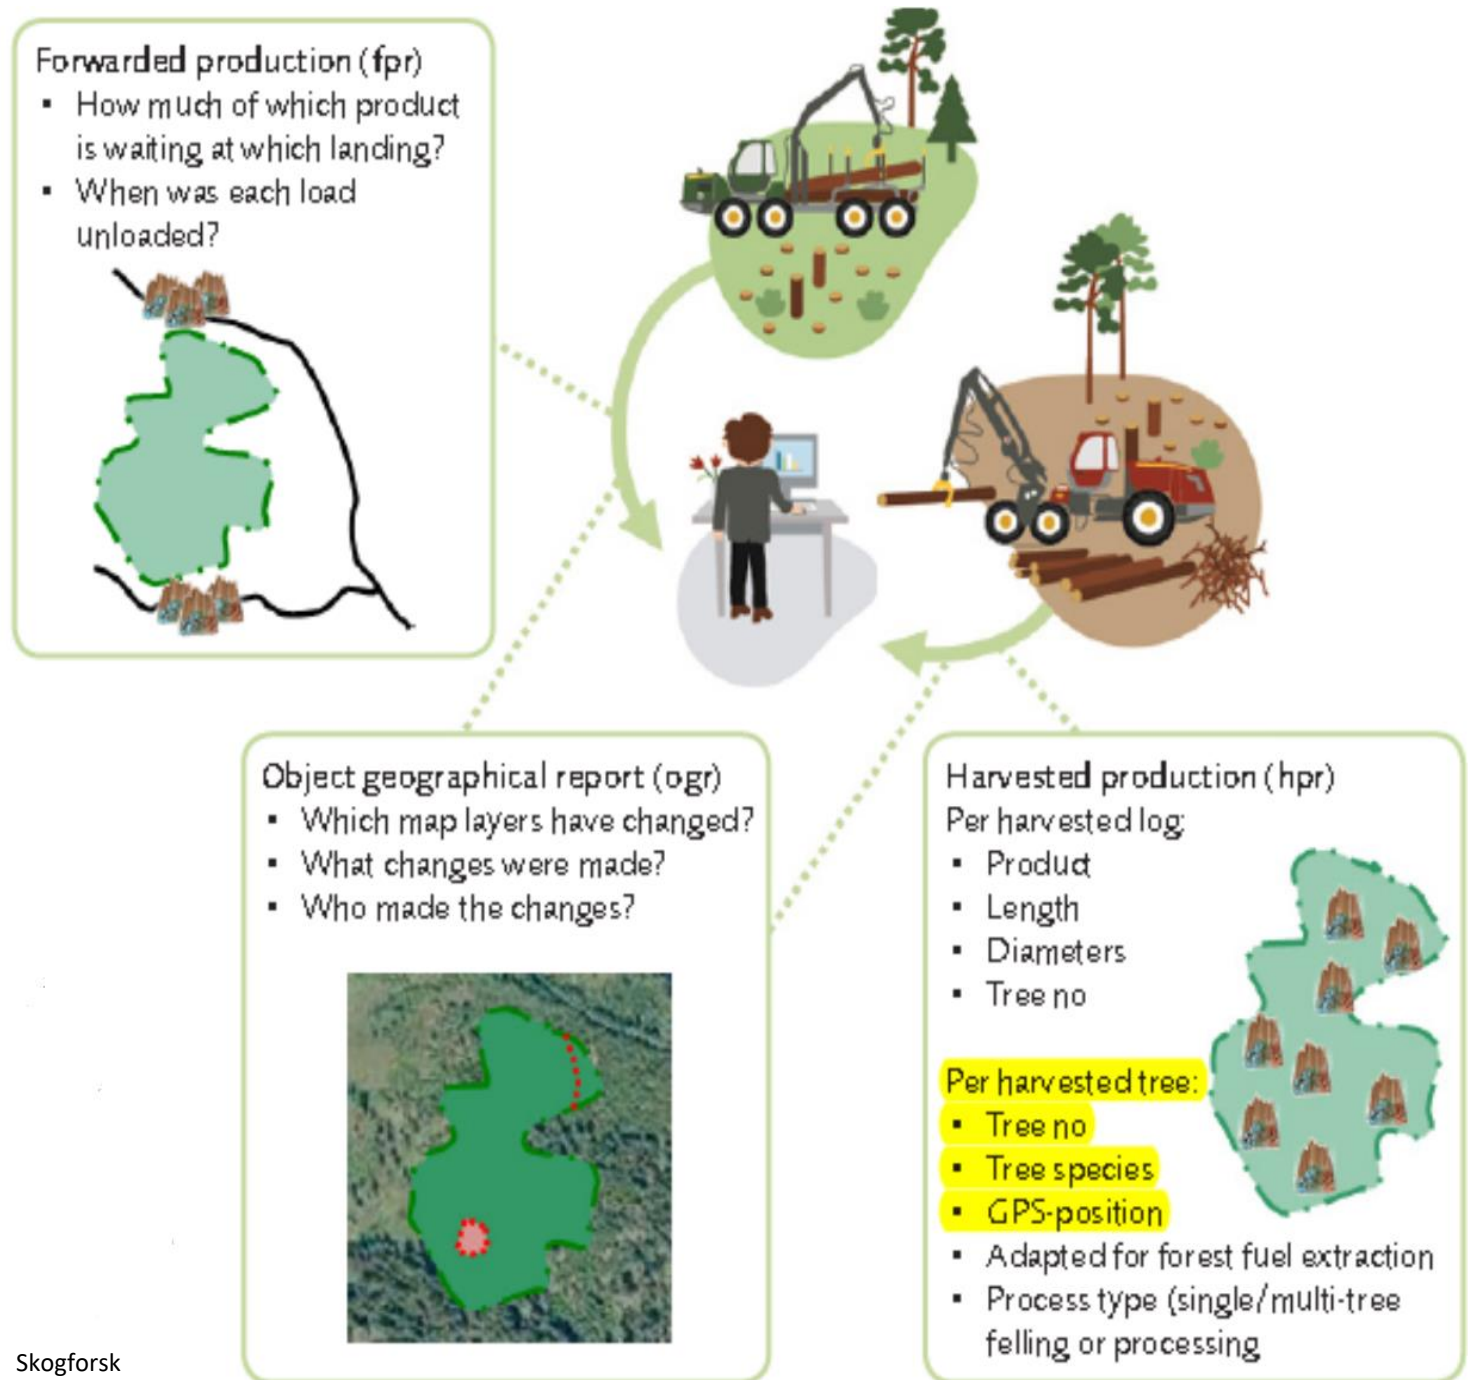 Forwarded production (fpr)
▪ How much of which product
is waiting at which landing?
▪ When was each load
unloaded?
Object geographical report (ogr)
▪ Which map layers have changed?
▪ What changes were made?
▪ Who made the changes?
Harvested production (hpr)
Per harvested log:
▪ Product
▪ Length
▪ Diameters
▪ Tree no
Per harvested tree:
▪ Tree no
▪ Tree species
▪ GPS-position
▪ Adapted for forest fuel extraction
▪ Process type (single/multi-tree
felling or processing
Skogforsk